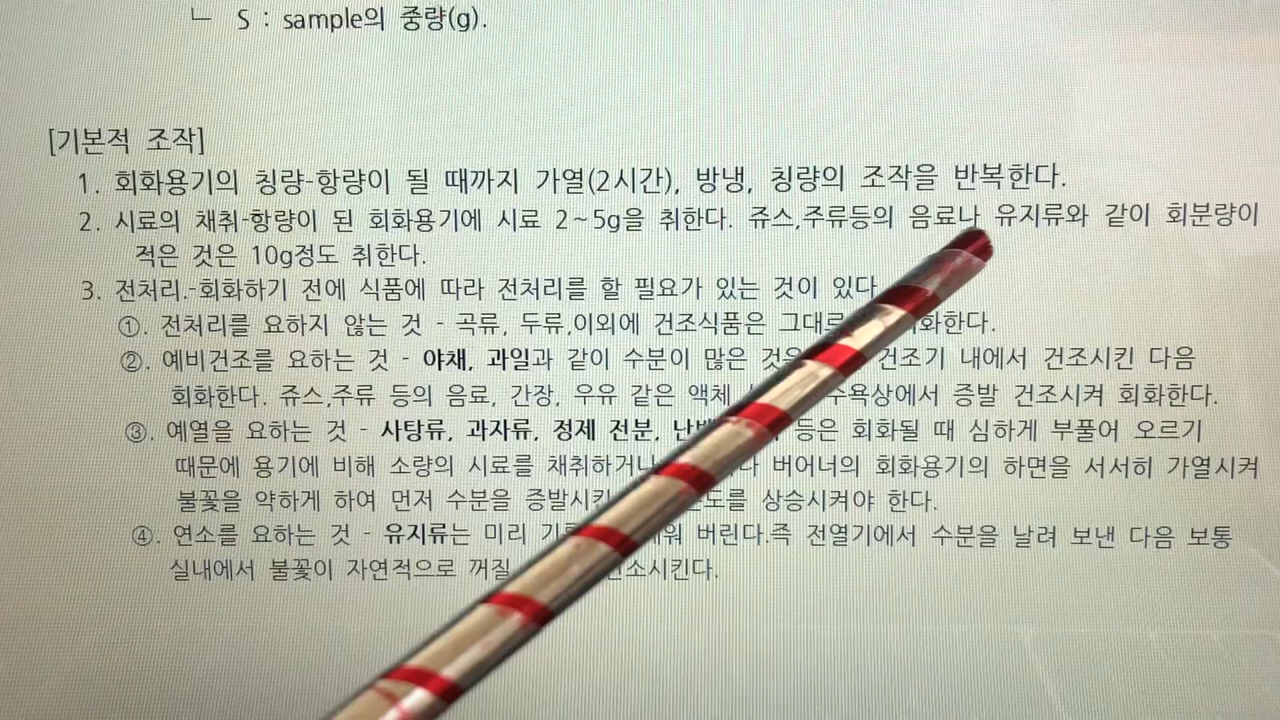 S : sample의 중량(g).
[기본적 조작]
1. 회화용기의 칭량-항량이 될 때까지 가열(2시간), 방냉, 칭량의 조작을 반복한다.
2. 시료의 채취-항량이 된 회화용기에 시료 2~5g을 취한다. 쥬스,주류등의 음료나 유지류와 같이 회분량이
적은 것은 10g정도 취한다.
3. 전처리.-회화하기 전에 식품에 따라 전처리를 할 필요가 있는 것이 있다
①. 전처리를 요하지 않는 것 - 곡류, 두류,이외에 건조식품은 그대로
②. 예비건조를 요하는 것 - 야채, 과일과 같이 수분이 많은 것은 건조기 내에서 건조시킨 다음
회화한다. 쥬스,주류 등의 음료, 간장, 우유 같은 액체 수욕상에서 증발 건조시켜 회화한다.
③. 예열을 요하는 것 - 사탕류, 과자류, 정제 전분, 등은 회화될 때 심하게 부풀어 오르기
때문에 용기에 비해 소량의 시료를 채취하거나 버어너의 회화용기의 하면을 서서히 가열시켜
불꽃을 약하게 하여 먼저 수분을 상승시켜야 한다.
④. 연소를 요하는 것 - 유지류는 미리 버린다.즉 전열기에서 수분을 날려 보낸 다음 보통
실내에서 불꽃이 자연적으로 꺼질